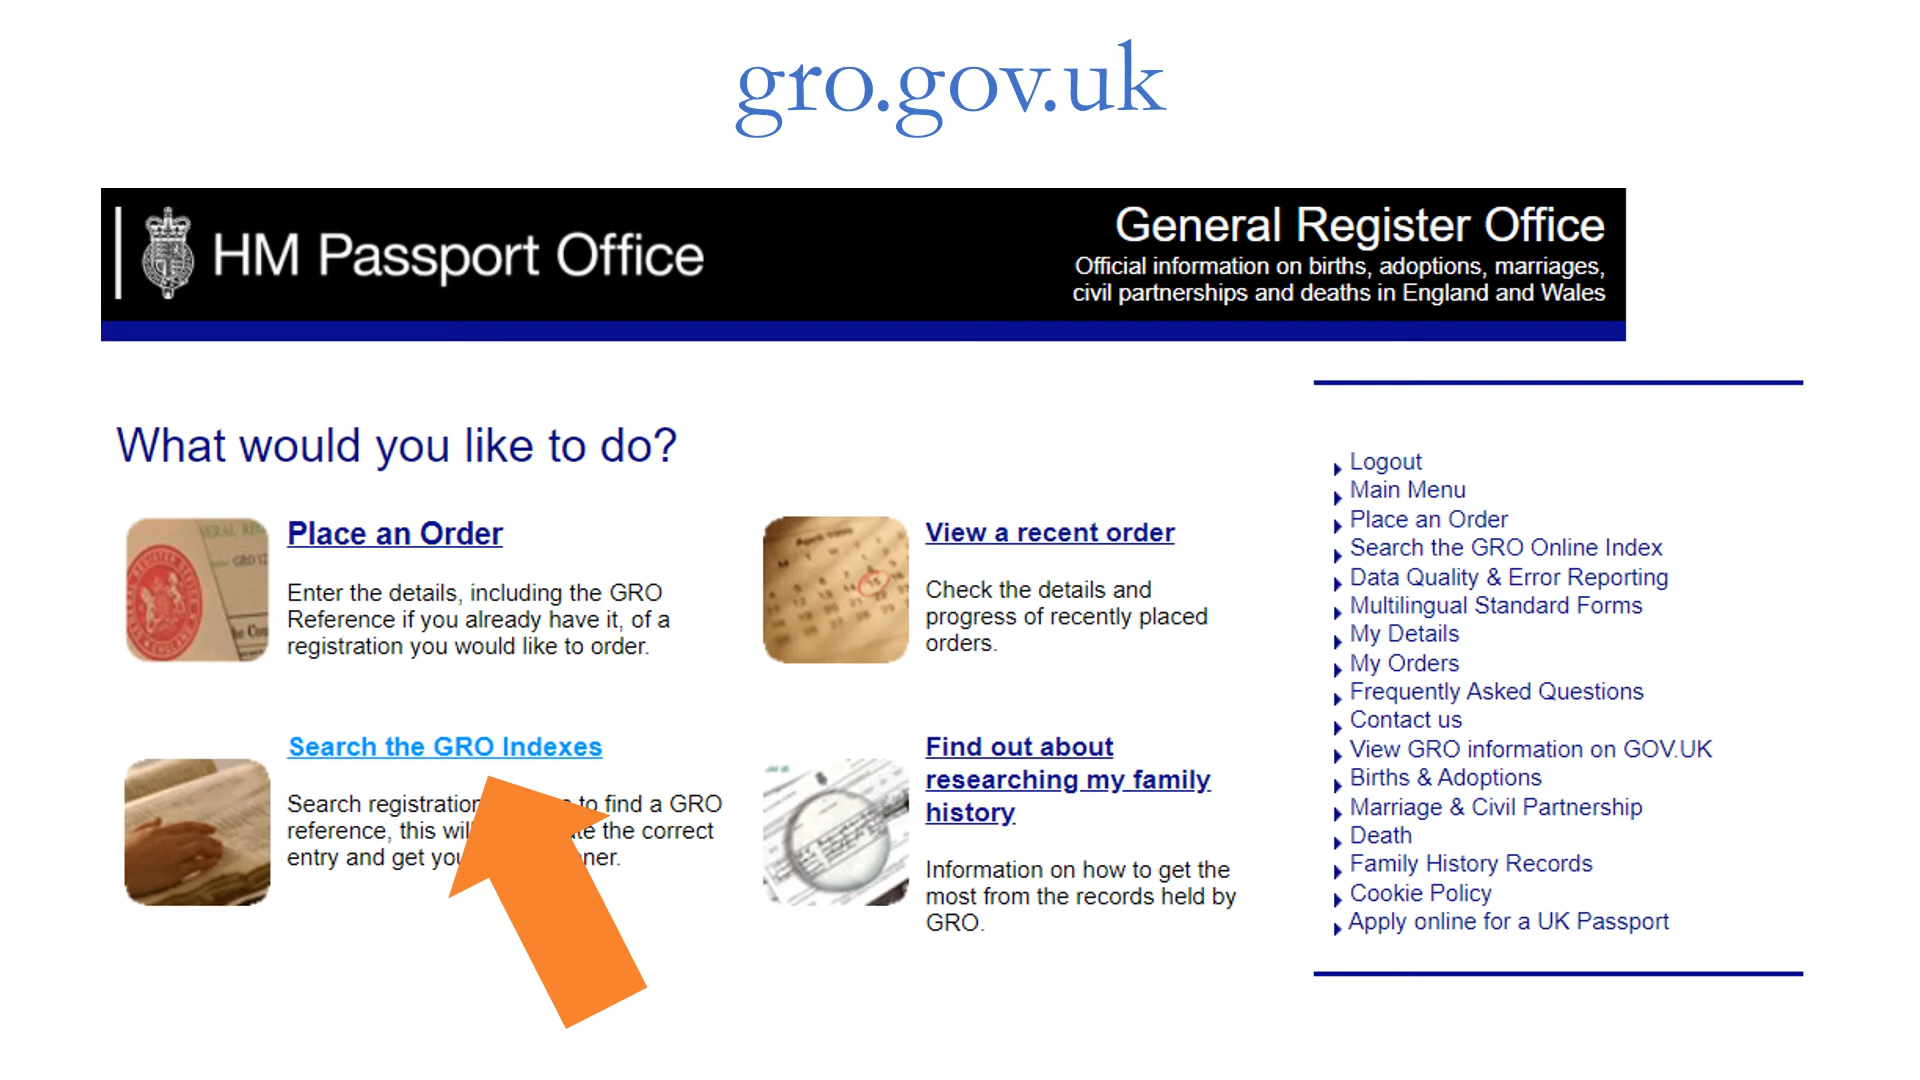 gro.gov.uk
HM Passport Office
General Register Office
Official information on births, adoptions, marriages,
civil partnerships and deaths in England and Wales
What would you like to do?
Place an Order
Enter the details, including the GRO
Reference if you already have it, of a
registration you would like to order.
View a recent order
Check the details and
progress of recently placed
orders.
Search the GRO Indexes
Search registration to find a GRO
reference, this will the correct
entry and get
Find out about
researching my family
history
Information on how to get the
most from the records held by
GRO.
Logout
Main Menu
Place an Order
Search the GRO Online Index
Data Quality & Error Reporting
Multilingual Standard Forms
My Details
My Orders
Frequently Asked Questions
Contact us
View GRO information on GOV.UK
Births & Adoptions
Marriage & Civil Partnership
Death
Family History Records
Cookie Policy
Apply online for a UK Passport